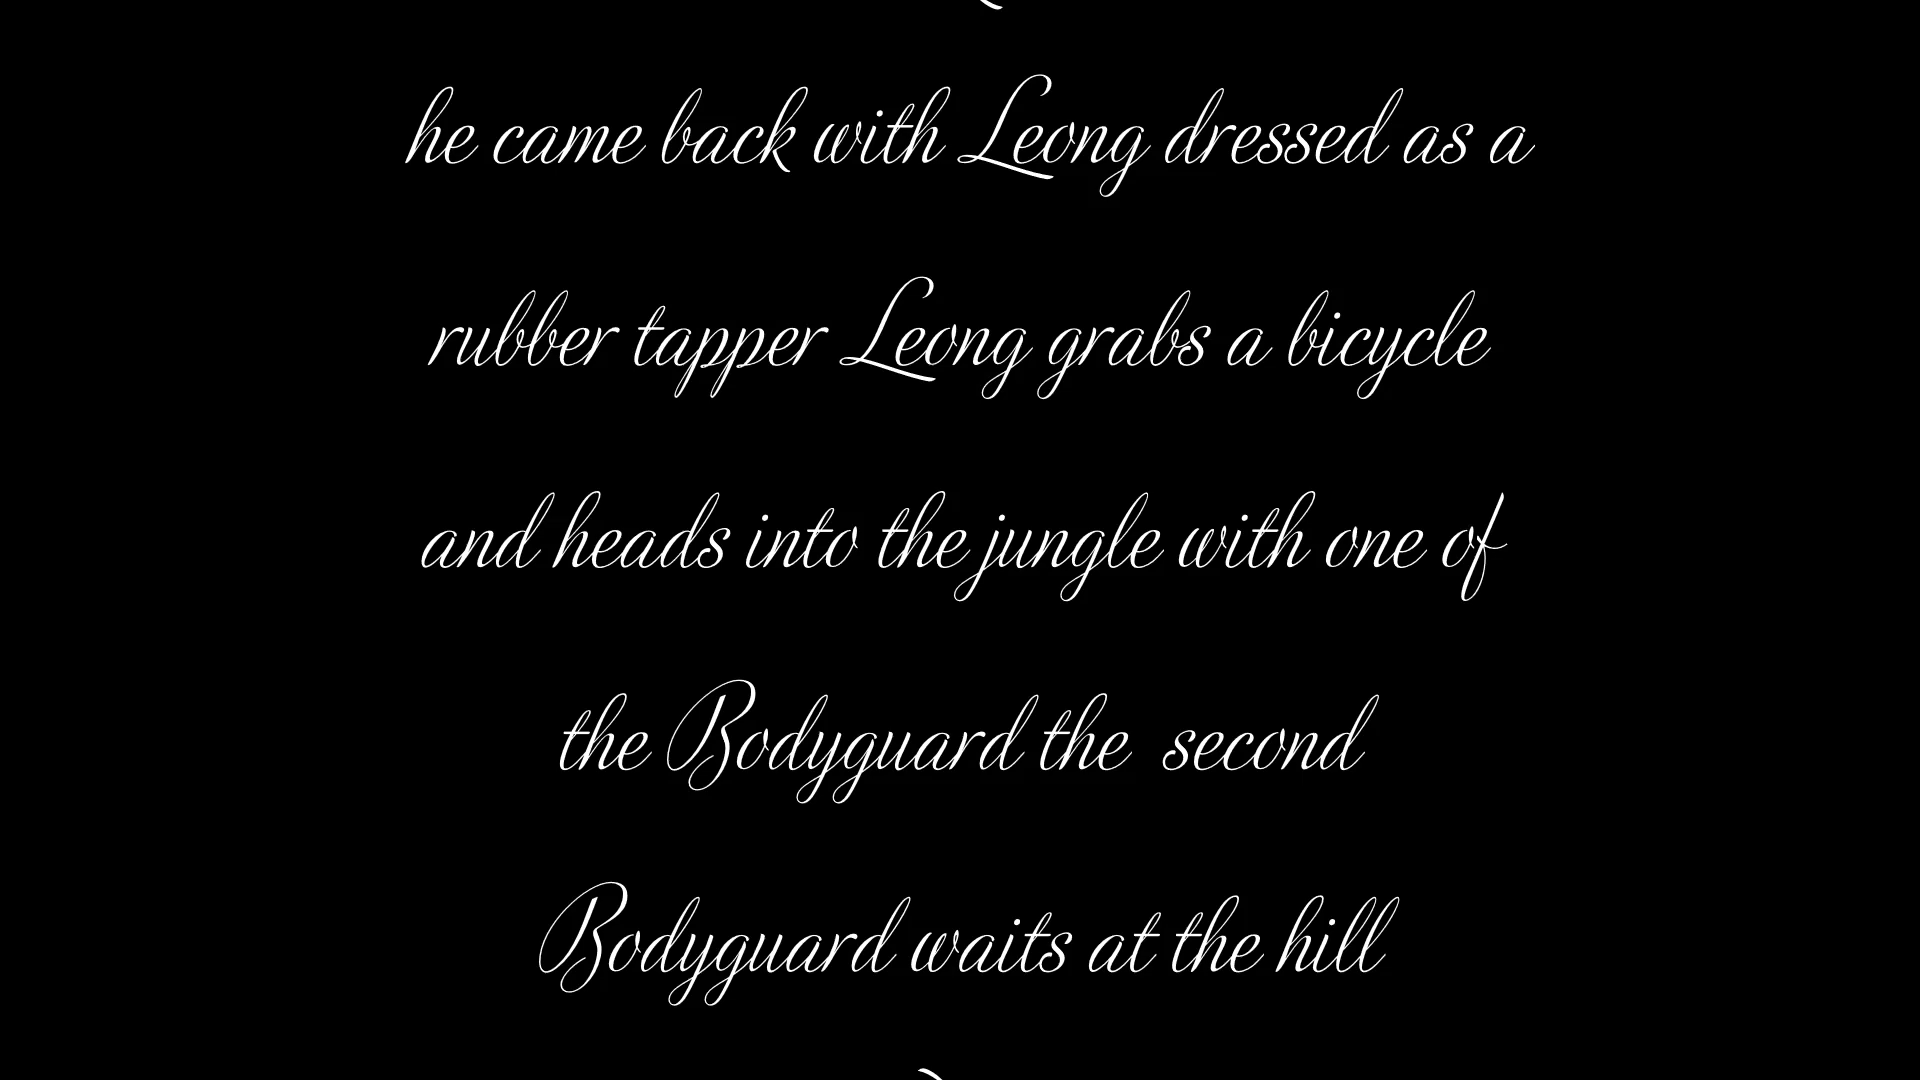 he came back with Leong dressed as a
rubber tapper Leong grabs a bicycle
and heads into the jungle with one of
the Bodyguard the  second
Bodyguard waits at the hill